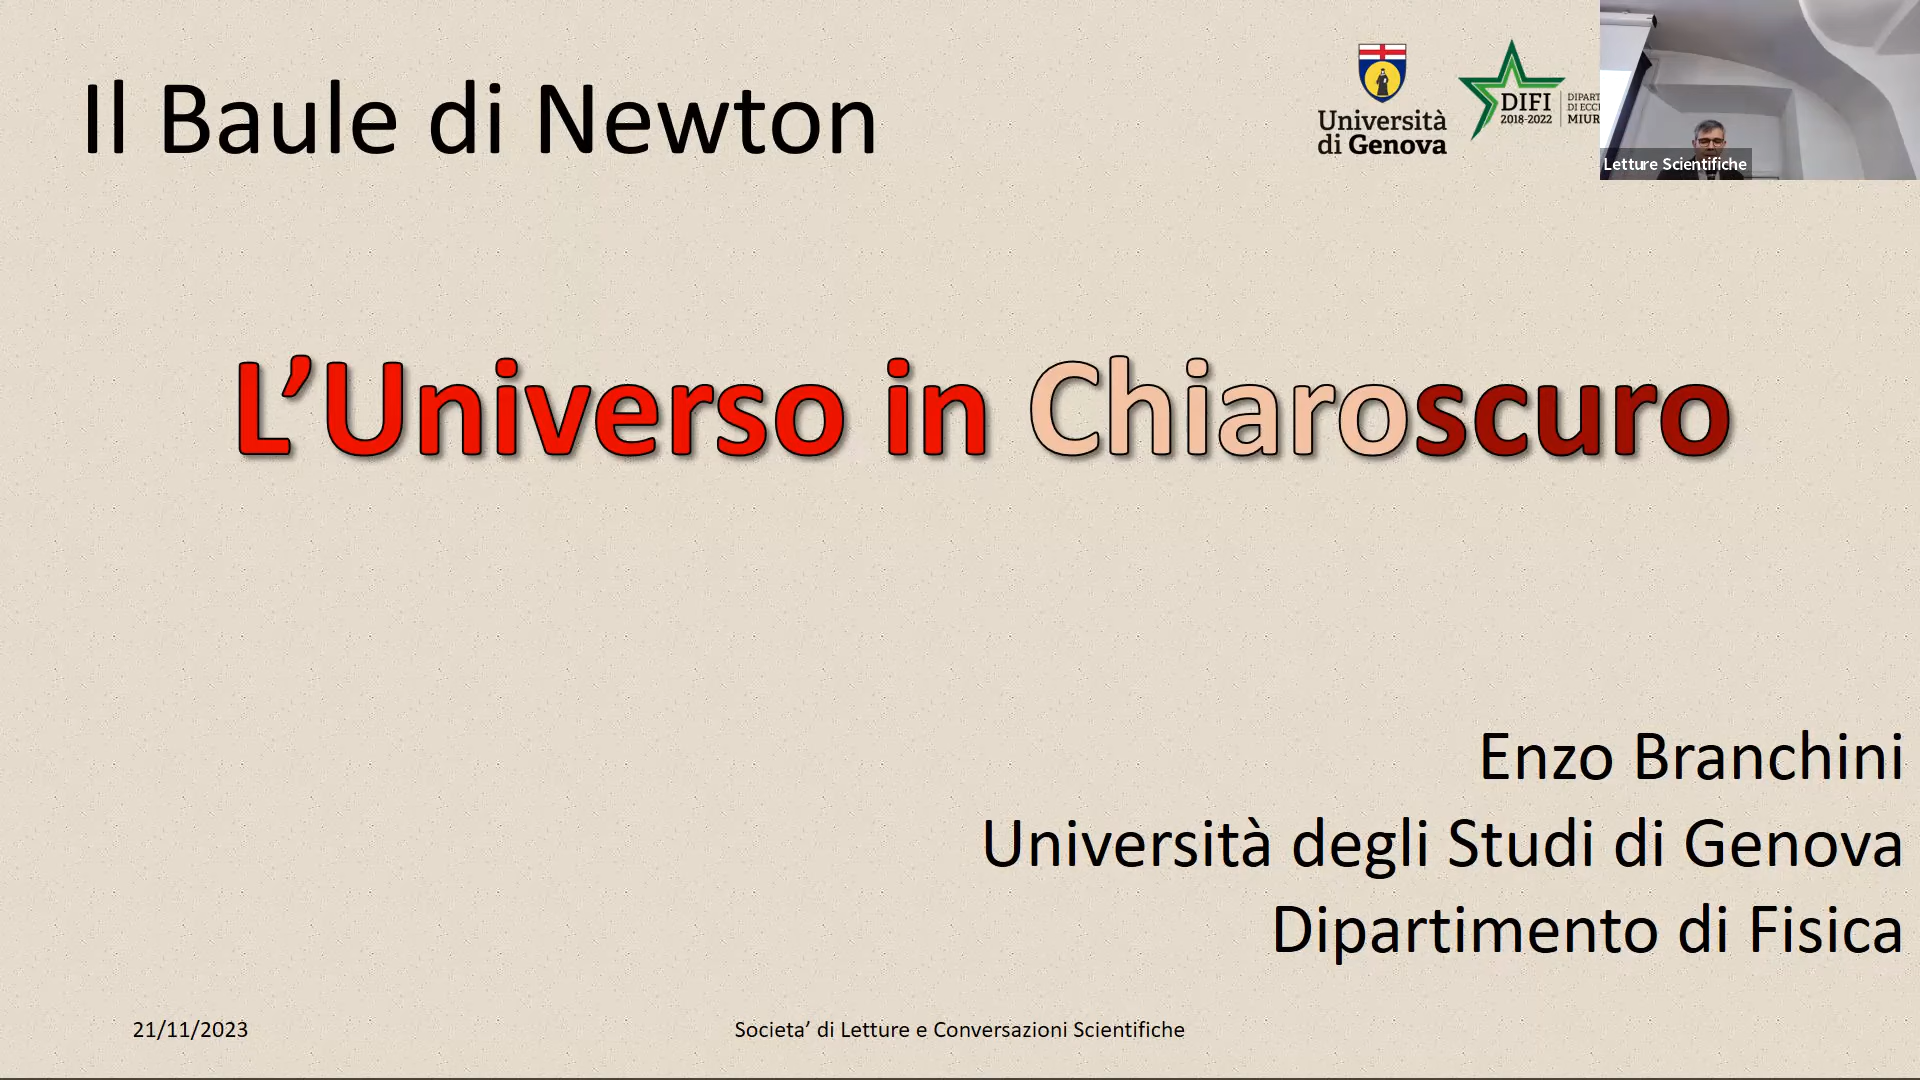 Il Baule di Newton
Università
di Genova
DIFI
2018-2022
MIUR
Letture Scientifiche
L’Universo in Chiaroscuro
Enzo Branchini
Università degli Studi di Genova
Dipartimento di Fisica
21/11/2023
Societa’ di Letture e Conversazioni Scientifiche